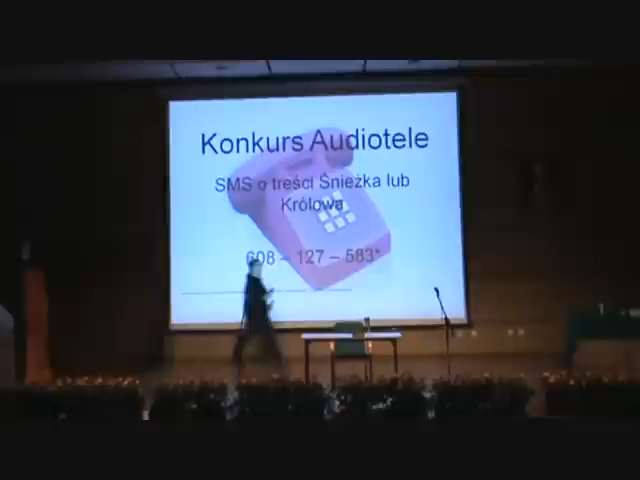 Konkurs Audiotele
SMS o treści Śnieżka lub
Królowa
608 – 127 – 583*